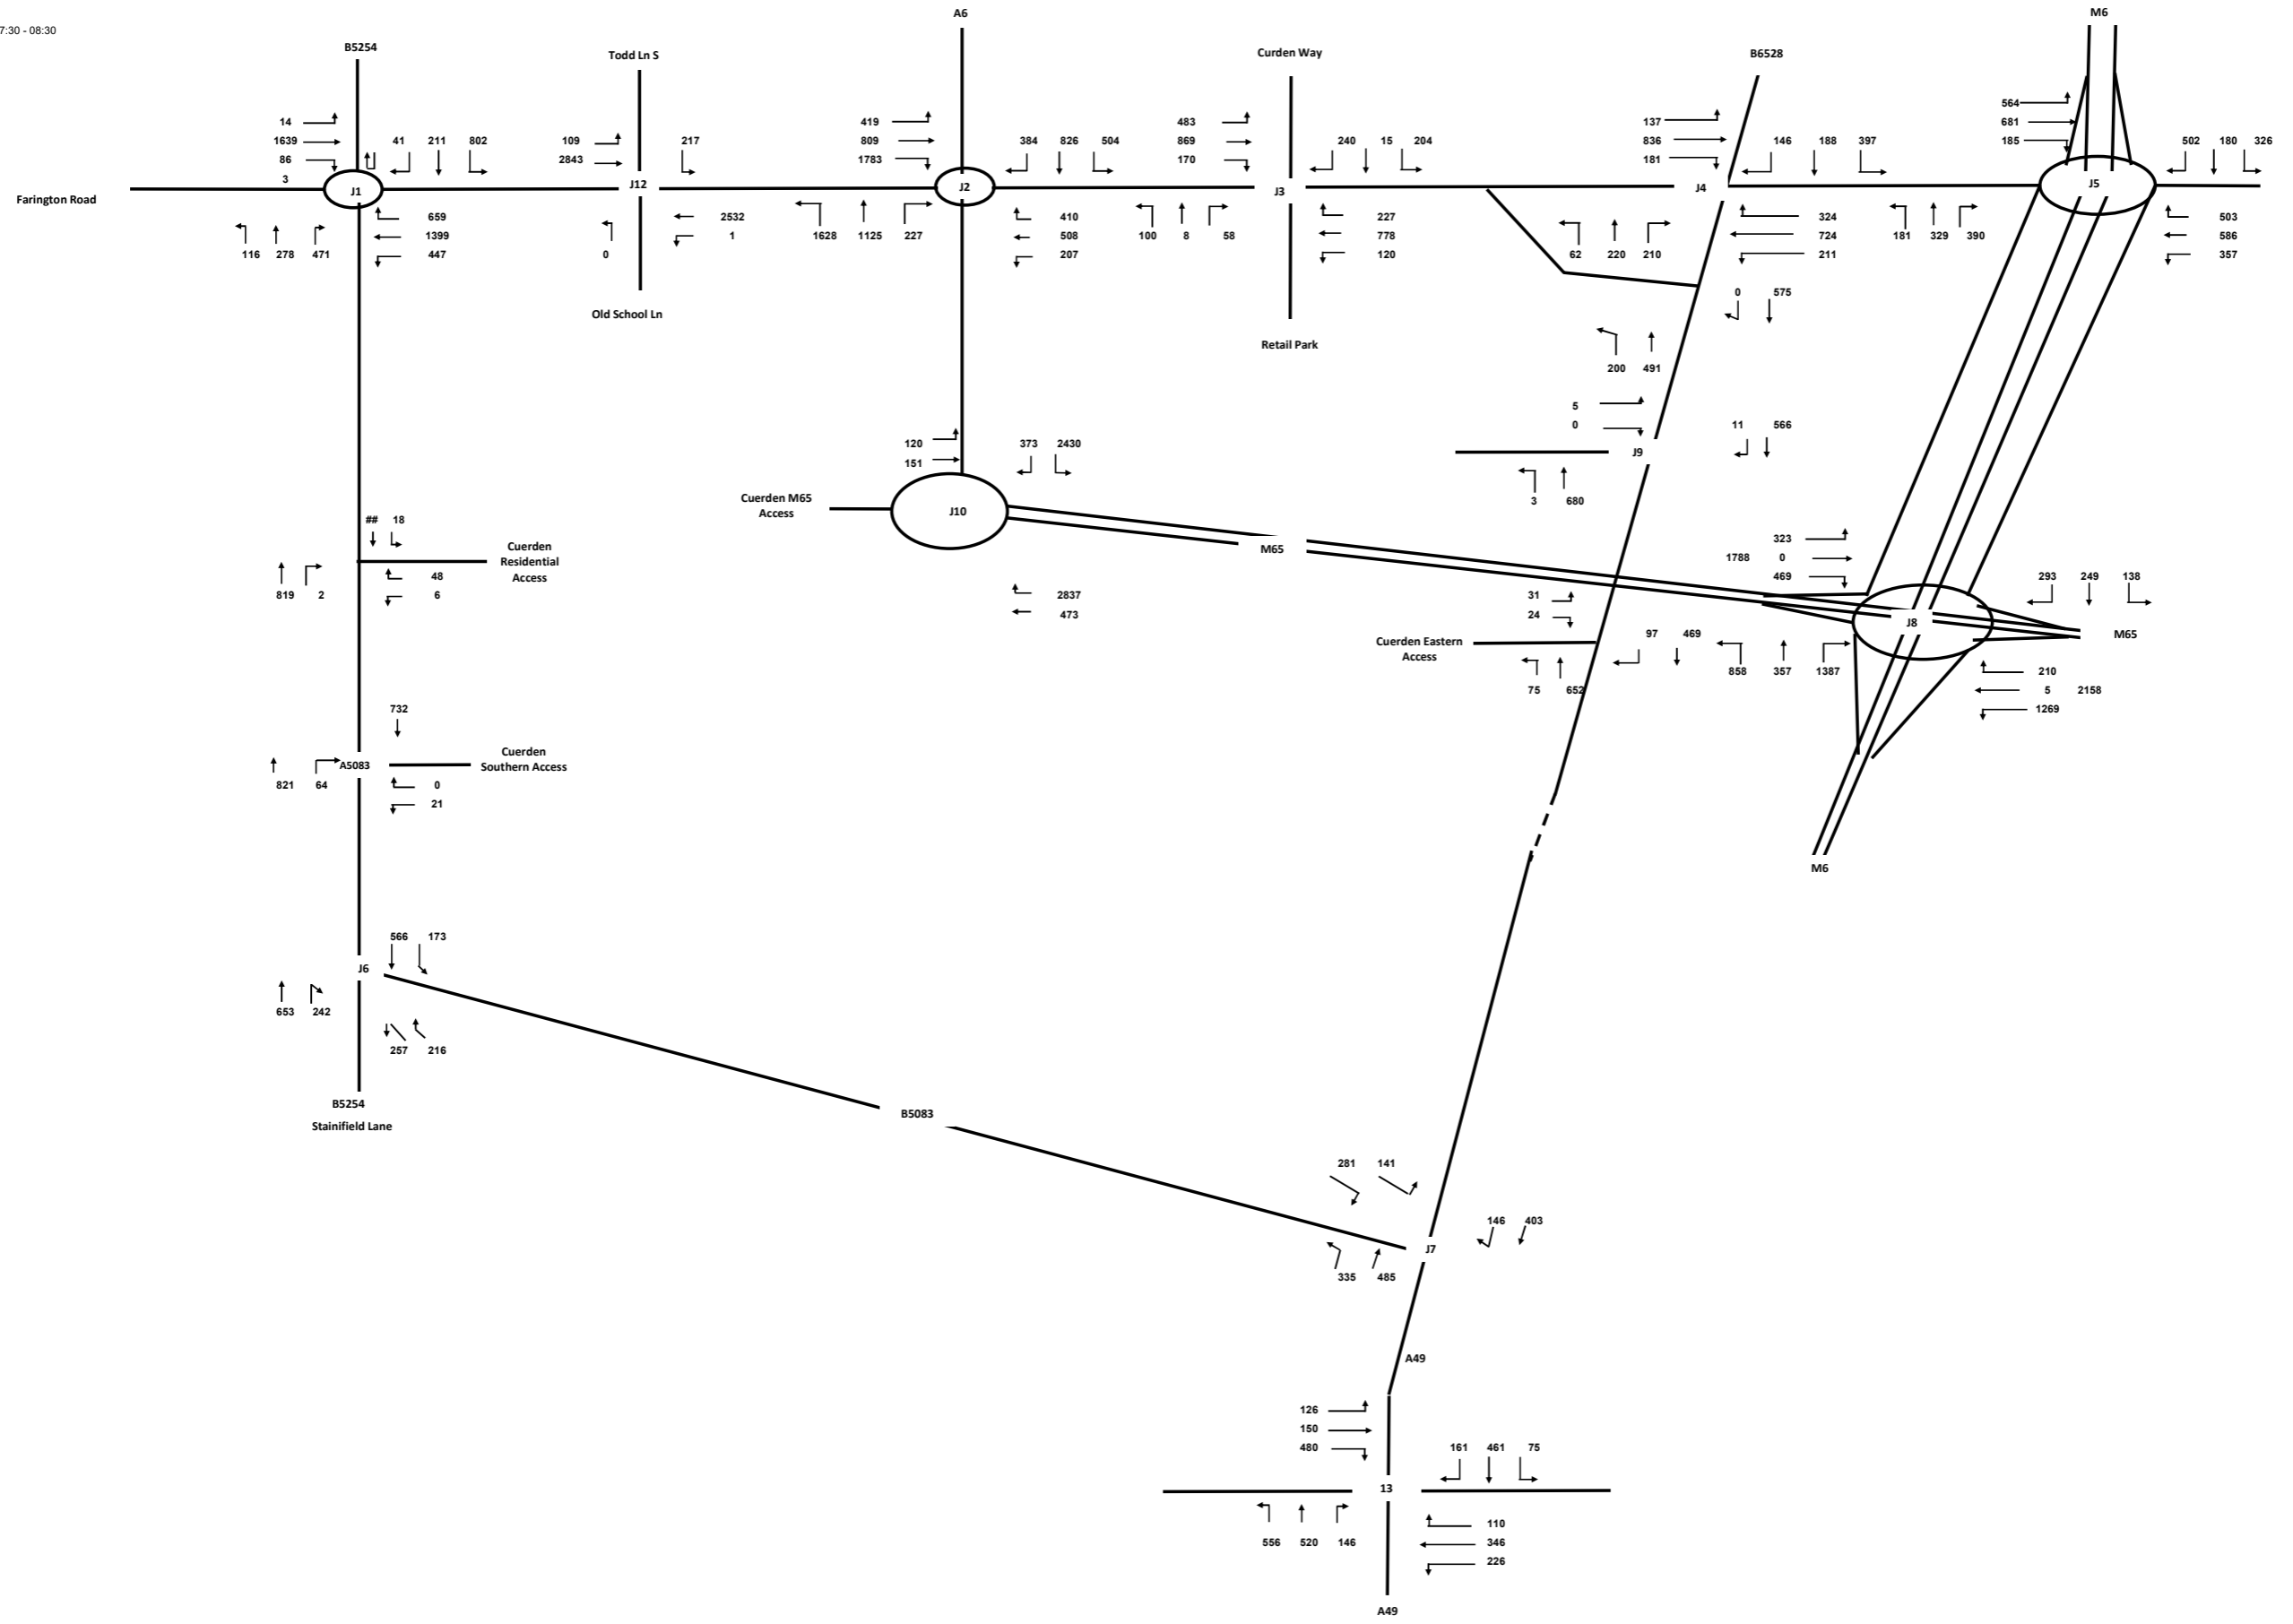 7:30 - 08:30
A6
M6
B5254
Todd Ln S
Curden Way
B6528
14
1639
86
3
41 211 802
109
2843
217
419
809
1783
384 826 504
483
869
170
240 15 204
137
836
181
146 188 397
564
681
185
502 180 326
Farington Road
J1
J12
J2
J3
J4
J5
116 278 471
659
1399
447
0
2532
1
1628 1125 227
410
508
207
100 8 58
227
778
120
62 220 210
324
724
211
181 329 390
503
586
357
Old School Ln
Retail Park
0 575
200 491
5
0
11 566
J9
3 680
120
151
373 2430
Cuerden M65
Access
J10
M65
2837
473
## 18
Cuerden
Residential
Access
819 2
48
6
323
1788 0
469
293 249 138
J8
M65
31
24
Cuerden Eastern
Access
97 469
858 357 1387
75 652
210
5 2158
1269
732
A5083
Cuerden
Southern Access
821 64
0
21
M6
566 173
J6
653 242
257 216
B5254
Stainifield Lane
B5083
281 141
146 403
J7
335 485
A49
126
150
480
161 461 75
13
556 520 146
110
346
226
A49